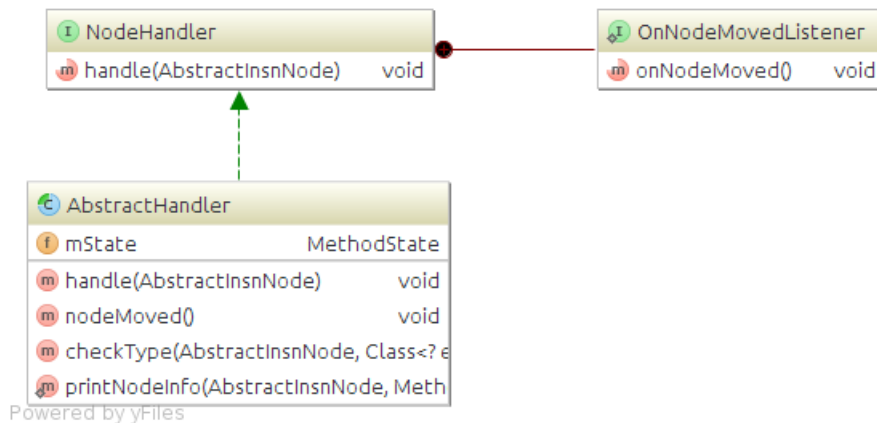 NodeHandler
handle(AbstractInsnNode) void
OnNodeMovedListener
onNodeMoved() void
AbstractHandler
mState MethodState
handle(AbstractInsnNode) void
nodeMoved() void
checkType(AbstractInsnNode, Class<? e
printNodeInfo(AbstractInsnNode, Meth
Powered by yFiles